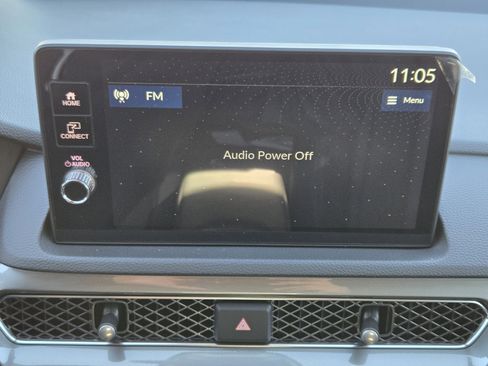 11:05
HOME
FM
Menu
CONNECT
VOL
AUDIO
Audio Power Off